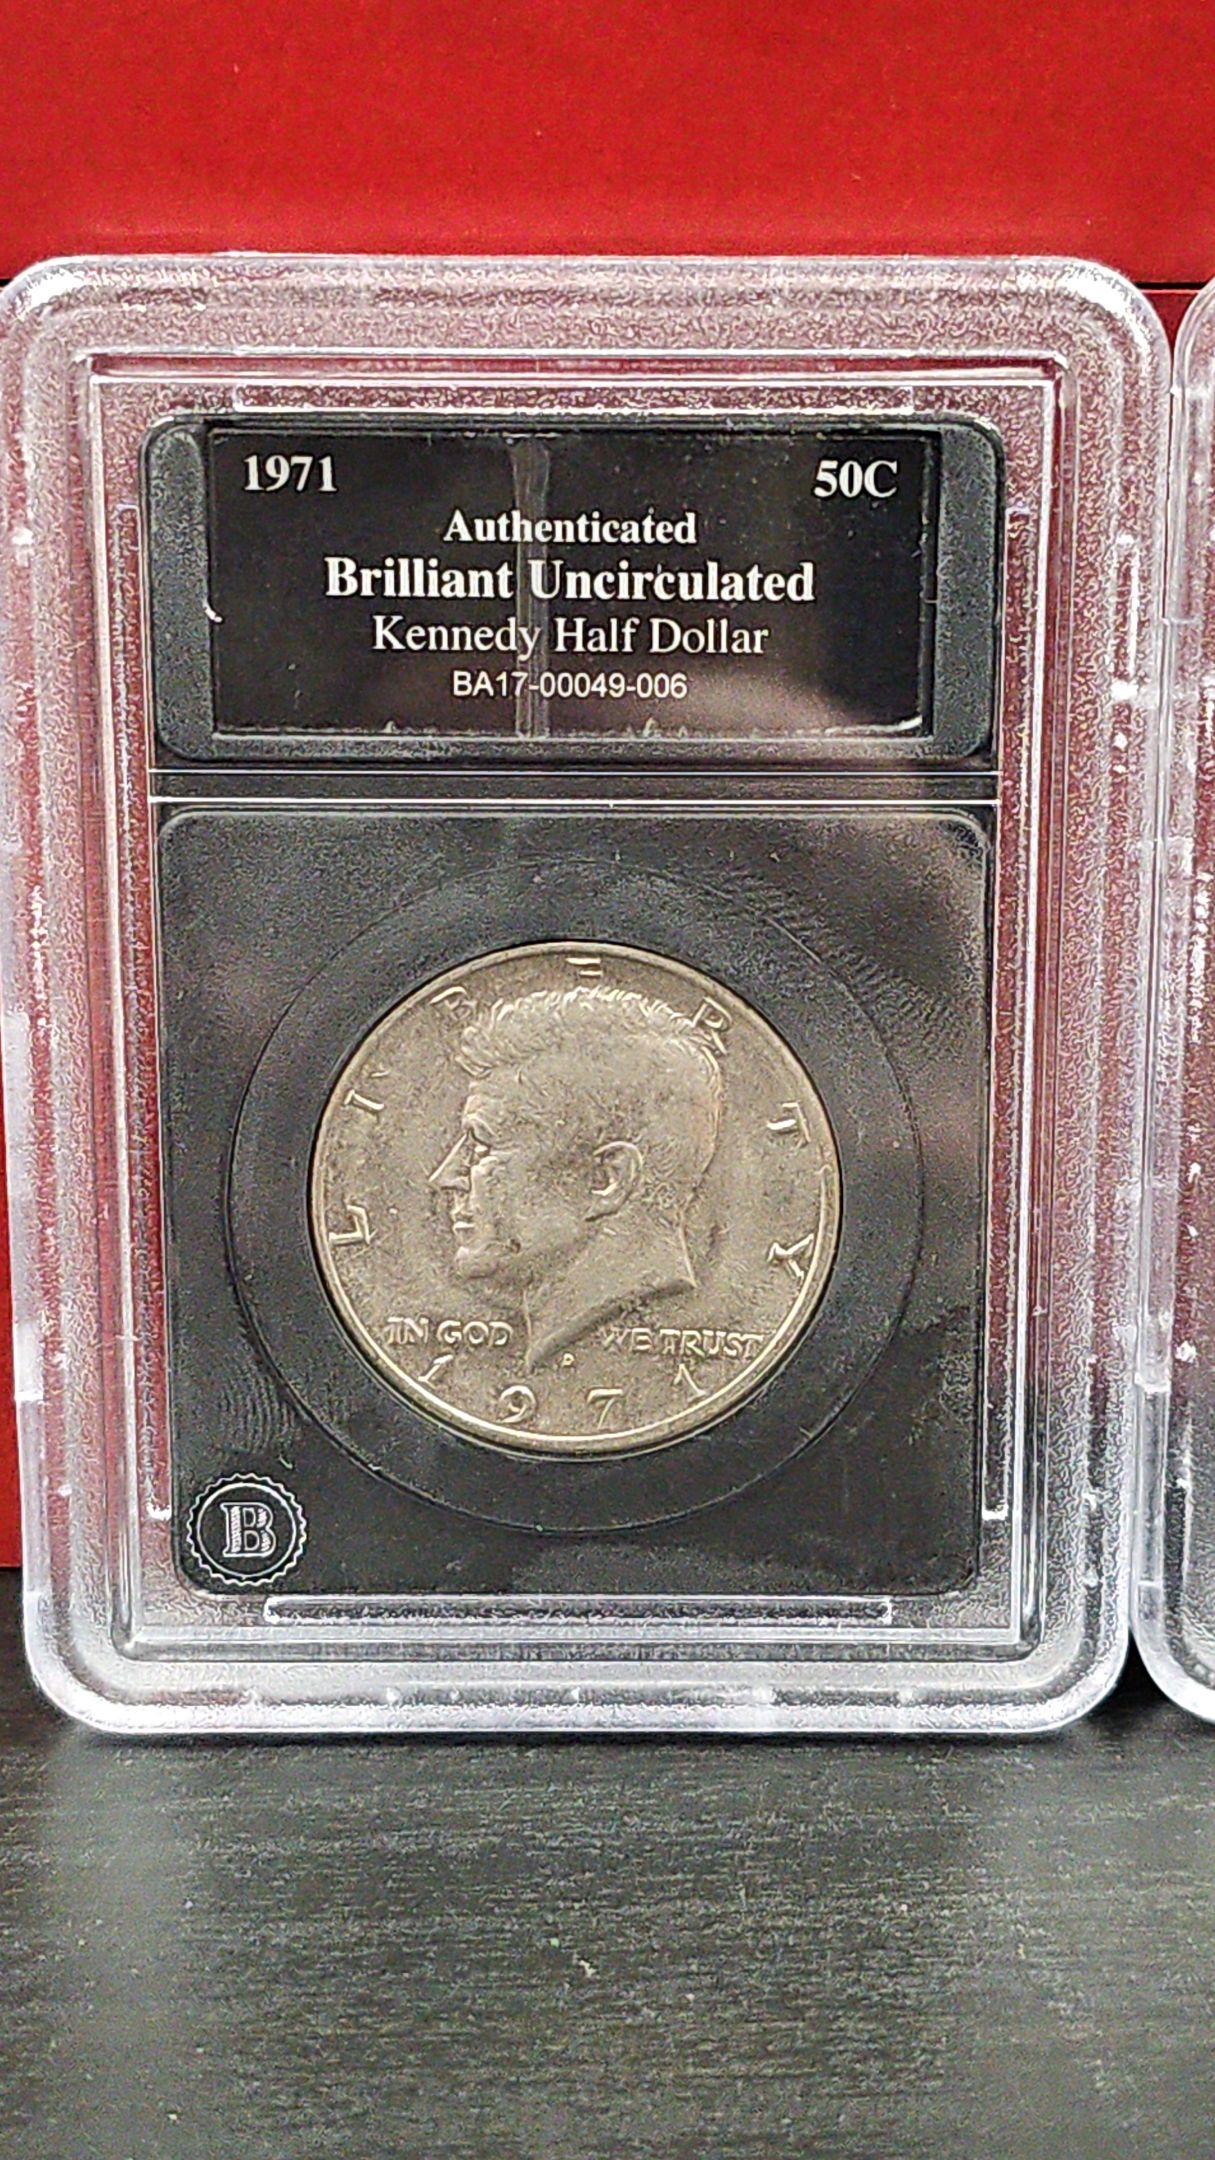 1971 50C
Authenticated
Brilliant Uncirculated
Kennedy Half Dollar
BA17-00049-006
LIBERTY
IN GOD WE TRUST
D
1971
B